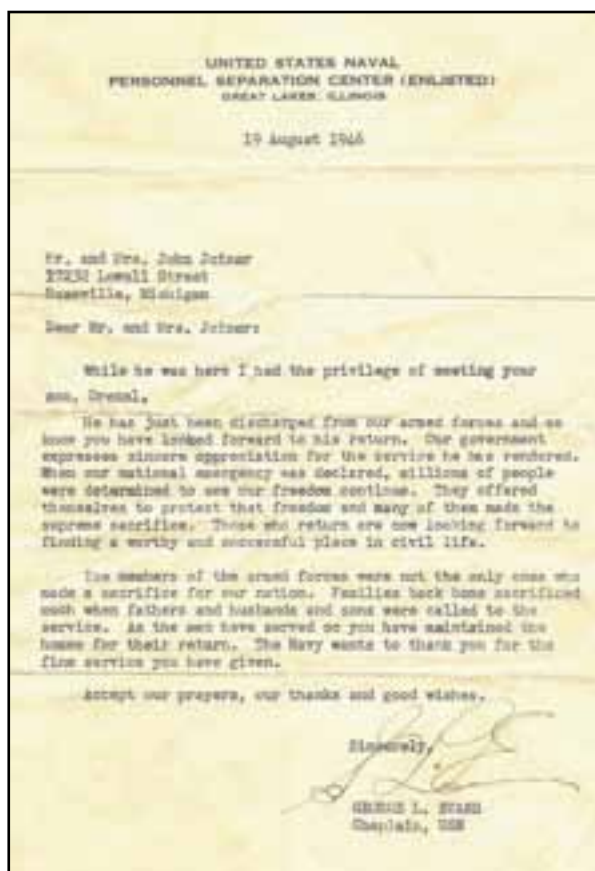 UNITED STATES NAVAL
PERSONNEL SEPARATION CENTER (ENLISTED)
GREAT LAKES, ILLINOIS
19 August 1946
Mr. and Mrs. John Joiner
Lowell Street
Roseville, Michigan
Dear Mr. and Mrs. Joiner:
While he was here I had the privilege of meeting your
son,
He has just been discharged from our armed forces and we
know you have looked forward to his return. Our government
expresses sincere appreciation for the service he has rendered.
When our national emergency was declared, millions of people
were determined to see our freedom continue. They offered
themselves to protect that freedom and many of them made the
supreme sacrifice. Those who return are now looking forward to
finding a worthy and successful place in civil life.
The members of the armed forces were not the only ones who
made a sacrifice for our nation. Families back home sacrificed
much when fathers and husbands and sons were called to the
service. As the men have served so you have maintained the
homes for their return. The Navy wants to thank you for the
fine service you have given.
Accept our prayers, our thanks and good wishes.
Sincerely,
GEORGE L.
Chaplain, USN